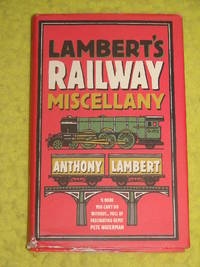 LAMBERT'S
RAILWAY
MISCELLANY
ANTHONY LAMBERT
'A BOOK
YOU CAN'T DO
WITHOUT... FULL OF
FASCINATING GEMS'
PETE WATERMAN